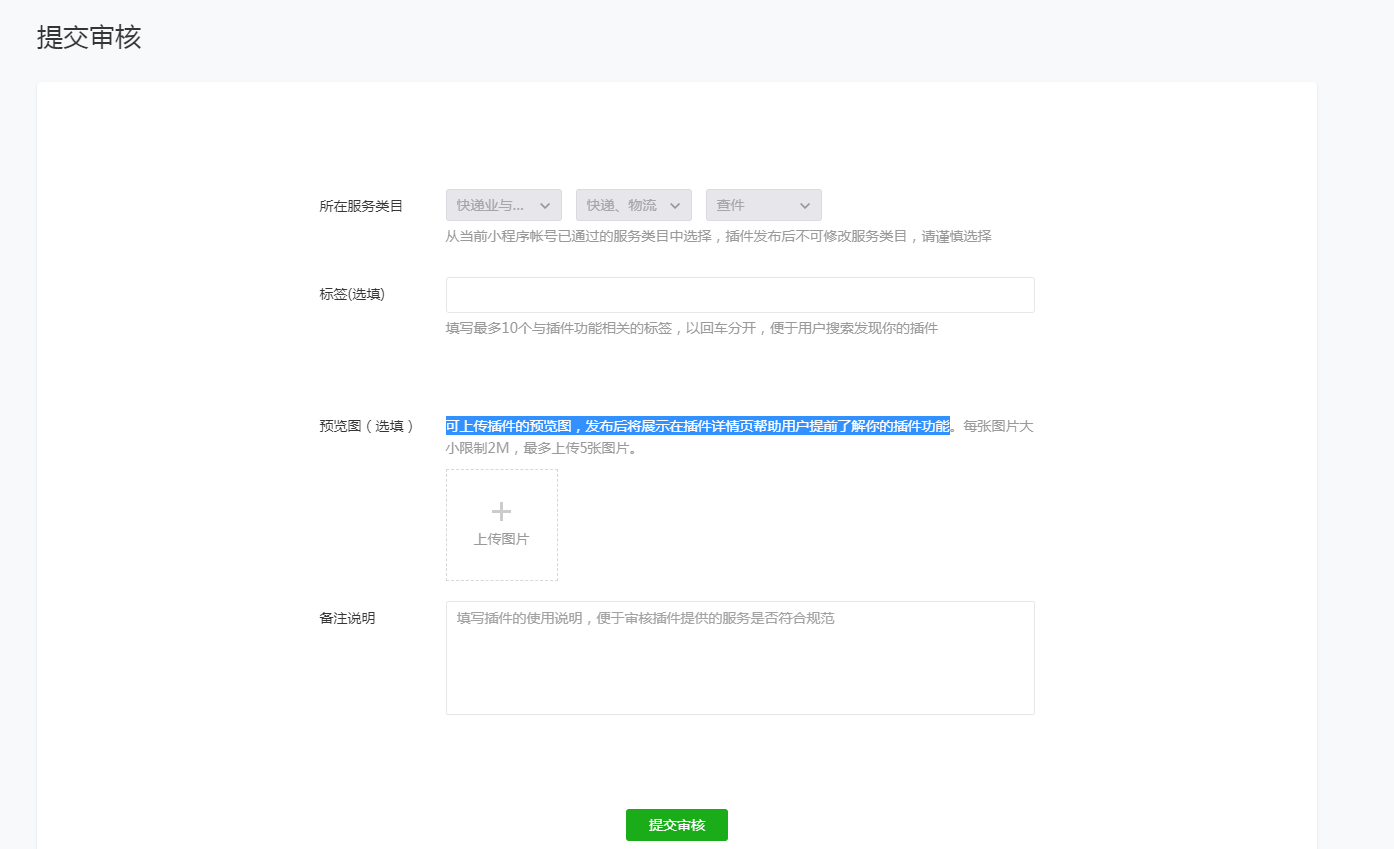 提交审核
所在服务类目
快递业与...
快递、物流
查件
从当前小程序帐号已通过的服务类目中选择，插件发布后不可修改服务类目，请谨慎选择
标签(选填)
填写最多10个与插件功能相关的标签，以回车分开，便于用户搜索发现你的插件
预览图（选填）
可上传插件的预览图，发布后将展示在插件详情页帮助用户提前了解你的插件功能。每张图片大
小限制2M，最多上传5张图片。
上传图片
备注说明
填写插件的使用说明，便于审核插件提供的服务是否符合规范
提交审核